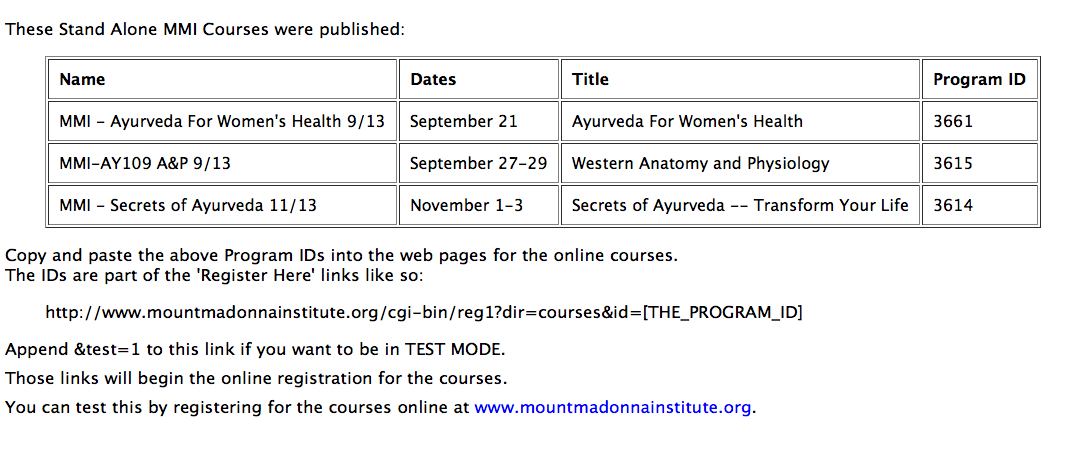 These Stand Alone MMI Courses were published:
Name Dates Title Program ID
MMI – Ayurveda For Women's Health 9/13 September 21 Ayurveda For Women's Health 3661
MMI–AY109 A&P 9/13 September 27–29 Western Anatomy and Physiology 3615
MMI – Secrets of Ayurveda 11/13 November 1–3 Secrets of Ayurveda -- Transform Your Life 3614
Copy and paste the above Program IDs into the web pages for the online courses.
The IDs are part of the 'Register Here' links like so:
http://www.mountmadonnainstitute.org/cgi-bin/reg1?dir=courses&id=[THE_PROGRAM_ID]
Append &test=1 to this link if you want to be in TEST MODE.
Those links will begin the online registration for the courses.
You can test this by registering for the courses online at www.mountmadonnainstitute.org.